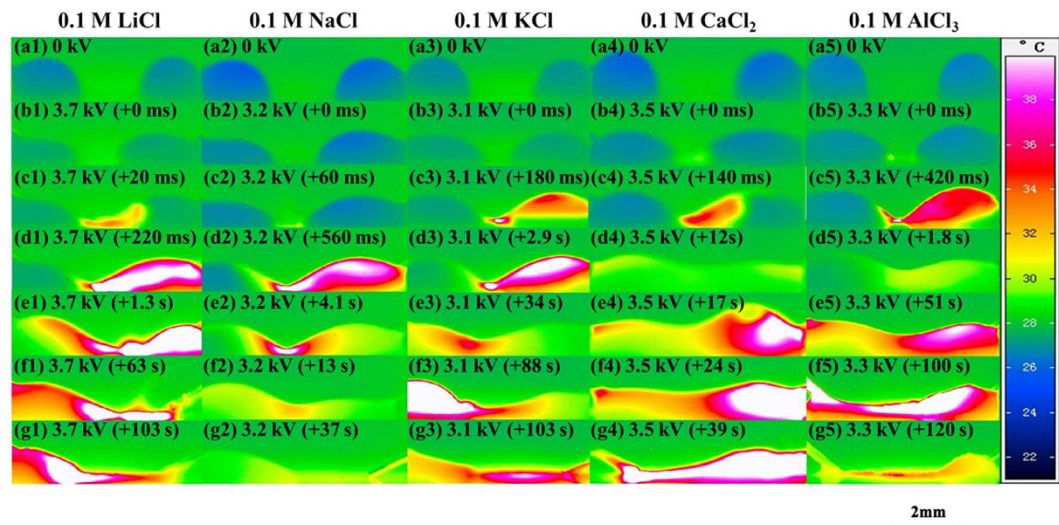 0.1 M LiCl 0.1 M NaCl 0.1 M KCl 0.1 M CaCl₂ 0.1 M AlCl₃
(a1) 0 kV (a2) 0 kV (a3) 0 kV (a4) 0 kV (a5) 0 kV ° C
(b1) 3.7 kV (+0 ms) (b2) 3.2 kV (+0 ms) (b3) 3.1 kV (+0 ms) (b4) 3.5 kV (+0 ms) (b5) 3.3 kV (+0 ms) 38
36
(c1) 3.7 kV (+20 ms) (c2) 3.2 kV (+60 ms) (c3) 3.1 kV (+180 ms) (c4) 3.5 kV (+140 ms) (c5) 3.3 kV (+420 ms) 34
32
(d1) 3.7 kV (+220 ms) (d2) 3.2 kV (+560 ms) (d3) 3.1 kV (+2.9 s) (d4) 3.5 kV (+12s) (d5) 3.3 kV (+1.8 s)
30
(e1) 3.7 kV (+1.3 s) (e2) 3.2 kV (+4.1 s) (e3) 3.1 kV (+34 s) (e4) 3.5 kV (+17 s) (e5) 3.3 kV (+51 s) 28
26
(f1) 3.7 kV (+63 s) (f2) 3.2 kV (+13 s) (f3) 3.1 kV (+88 s) (f4) 3.5 kV (+24 s) (f5) 3.3 kV (+100 s)
24
(g1) 3.7 kV (+103 s) (g2) 3.2 kV (+37 s) (g3) 3.1 kV (+103 s) (g4) 3.5 kV (+39 s) (g5) 3.3 kV (+120 s) 22
2mm